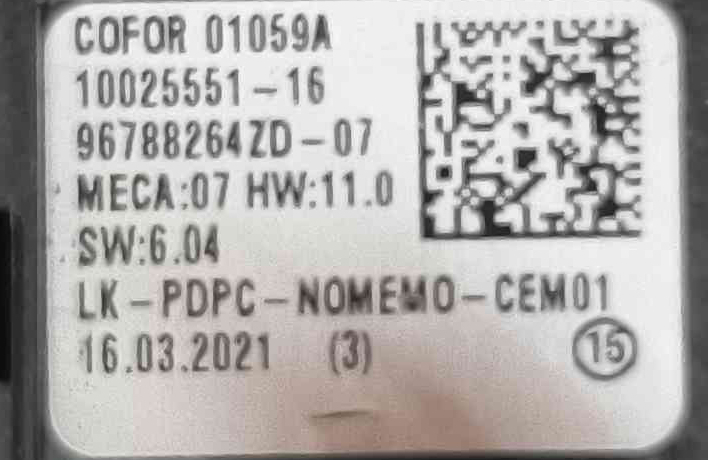 COFOR 01059A
10025551-16
96788264ZD-07
MECA:07 HW:11.0
SW:6.04
LK-PDPC-NOMEMO-CEM01
16.03.2021 (3) 15